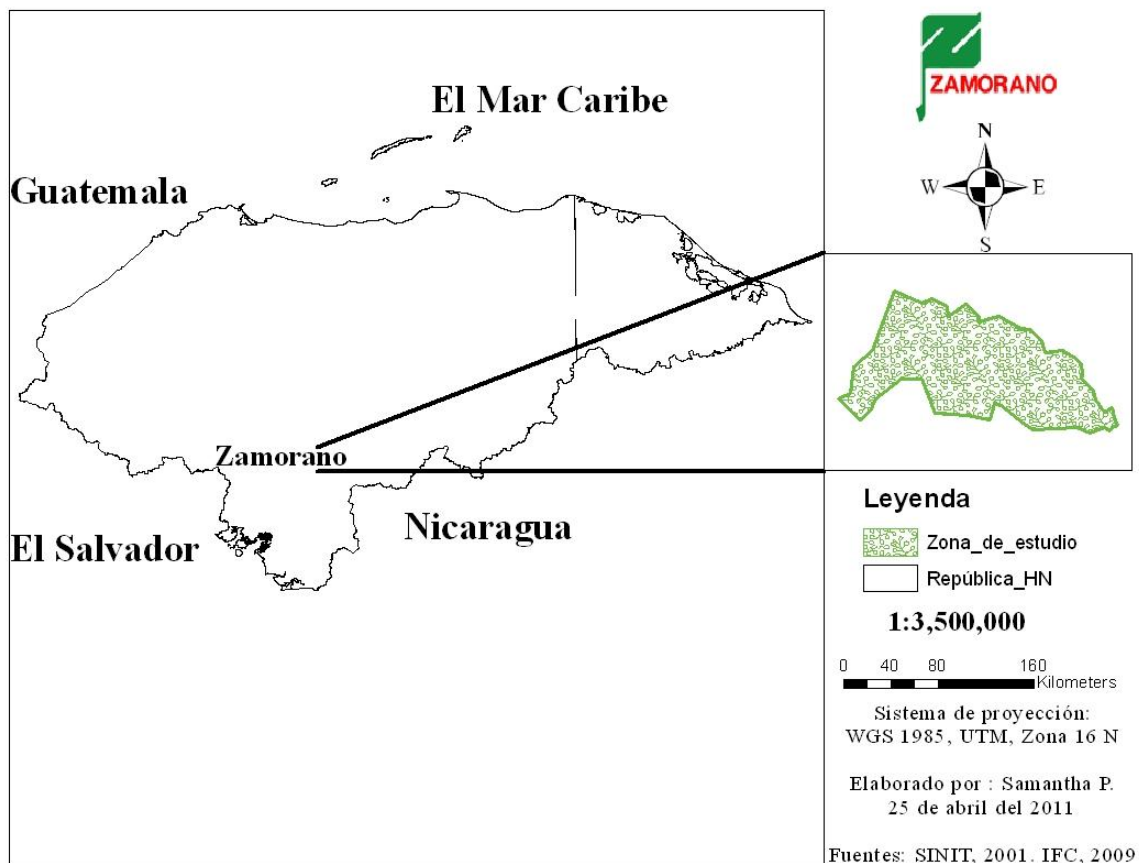 El Mar Caribe
Guatemala
Zamorano
El Salvador
Nicaragua
ZAMORANO
N
W
E
S
Leyenda
Zona_de_estudio
República_HN
1:3,500,000
0 40 80 160
Kilometers
Sistema de proyección:
WGS 1985, UTM, Zona 16 N
Elaborado por : Samantha P.
25 de abril del 2011
Fuentes: SINIT, 2001. IFC, 2009